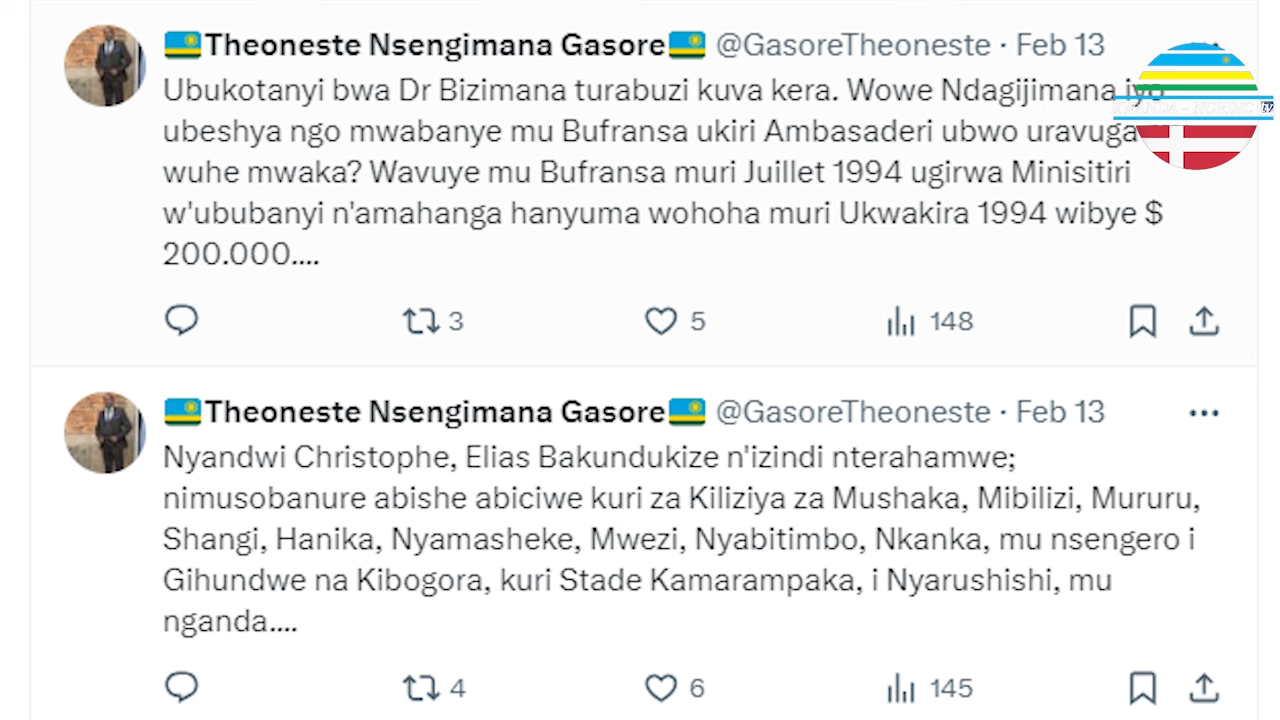 Theoneste Nsengimana Gasore @GasoreTheoneste · Feb 13
Ubukotanyi bwa Dr Bizimana turabuzi kuva kera. Wowe Ndagijimana iyo
ubeshya ngo mwabanye mu Bufransa ukiri Ambasaderi ubwo uravuga
wuhe mwaka? Wavuye mu Bufransa muri Juillet 1994 ugirwa Minisitiri
w'ububanyi n'amahanga hanyuma wohoha muri Ukwakira 1994 wibye $
200.000....
3 5 148
Theoneste Nsengimana Gasore @GasoreTheoneste · Feb 13
Nyandwi Christophe, Elias Bakundukize n'izindi nterahamwe;
nimusobanure abishe abiciwe kuri za Kiliziya za Mushaka, Mibilizi, Mururu,
Shangi, Hanika, Nyamasheke, Mwezi, Nyabitimbo, Nkanka, mu nsengero i
Gihundwe na Kibogora, kuri Stade Kamarampaka, i Nyarushishi, mu
nganda....
4 6 145